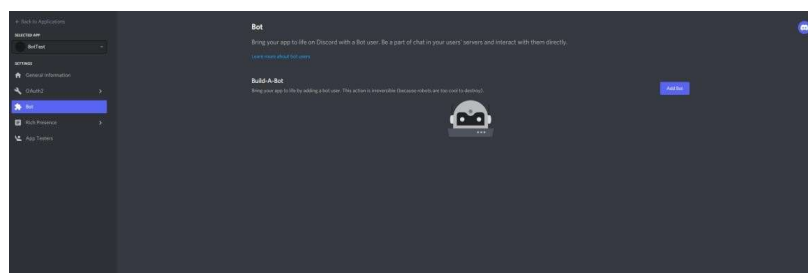 ← Back to Applications
SELECTED APP
BotTest
SETTINGS
General Information
OAuth2
Bot
Rich Presence
App Testers
Bot
Bring your app to life on Discord with a Bot user. Be a part of chat in your users' servers and interact with them directly.
Learn more about bot users
Build-A-Bot
Bring your app to life by adding a bot user. This action is irreversible (because robots are too cool to destroy).
Add Bot